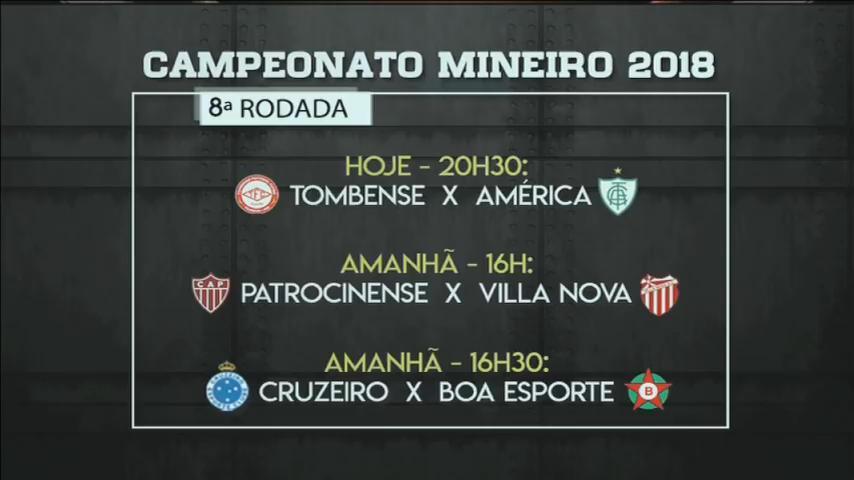 CAMPEONATO MINEIRO 2018
8ª RODADA
HOJE - 20H30:
TOMBENSE X AMÉRICA
AMANHÃ - 16H:
CAP
PATROCINENSE X VILLA NOVA
AMANHÃ - 16H30:
CRUZEIRO X BOA ESPORTE
B